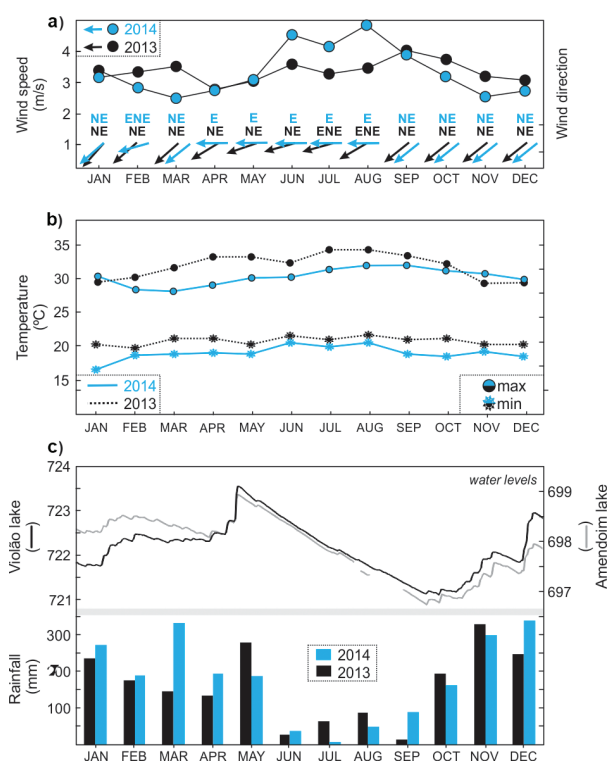 a)
2014
2013
Wind speed
(m/s)
4
3
2
1
Wind direction
NE ENE NE E E E E E NE NE NE NE
NE NE NE NE NE NE ENE ENE NE NE NE NE
JAN FEB MAR APR MAY JUN JUL AUG SEP OCT NOV DEC
b)
Temperature
(ºC)
35
30
25
20
15
2014
2013
max
min
JAN FEB MAR APR MAY JUN JUL AUG SEP OCT NOV DEC
c)
724
723
722
721
Violão lake
(—)
water levels
699
698
697
Amendoim lake
(—)
Rainfall
(mm)
300
00
100
2014
2013
JAN FEB MAR APR MAY JUN JUL AUG SEP OCT NOV DEC